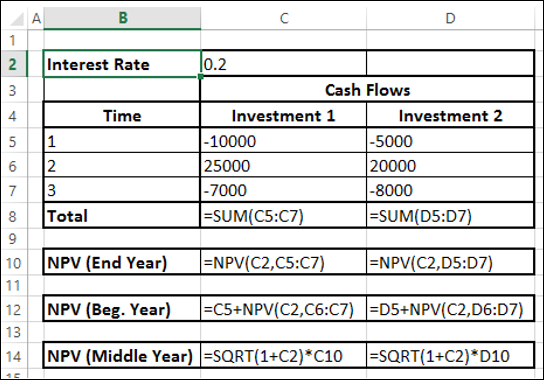 A B C D
1
2 Interest Rate 0.2
3 Cash Flows
4 Time Investment 1 Investment 2
5 1 -10000 -5000
6 2 25000 20000
7 3 -7000 -8000
8 Total =SUM(C5:C7) =SUM(D5:D7)
9
10 NPV (End Year) =NPV(C2,C5:C7) =NPV(C2,D5:D7)
11
12 NPV (Beg. Year) =C5+NPV(C2,C6:C7) =D5+NPV(C2,D6:D7)
13
14 NPV (Middle Year) =SQRT(1+C2)*C10 =SQRT(1+C2)*D10